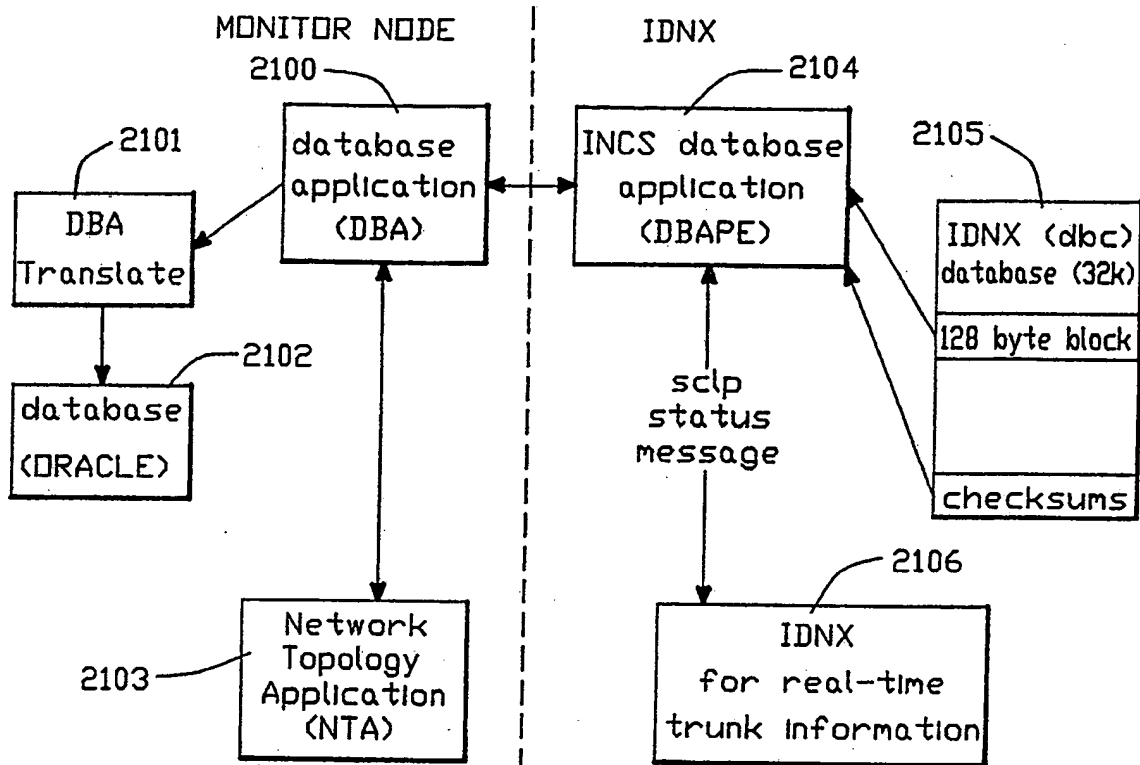 MONITOR NODE
IDNX
2100
2104
2101
2105
database
application
(DBA)
INCS database
application
(DBAPE)
DBA
Translate
IDNX (dbc)
database (32k)
128 byte block
checksums
2102
database
(ORACLE)
sclp
status
message
2106
2103
Network
Topology
Application
(NTA)
IDNX
for real-time
trunk information